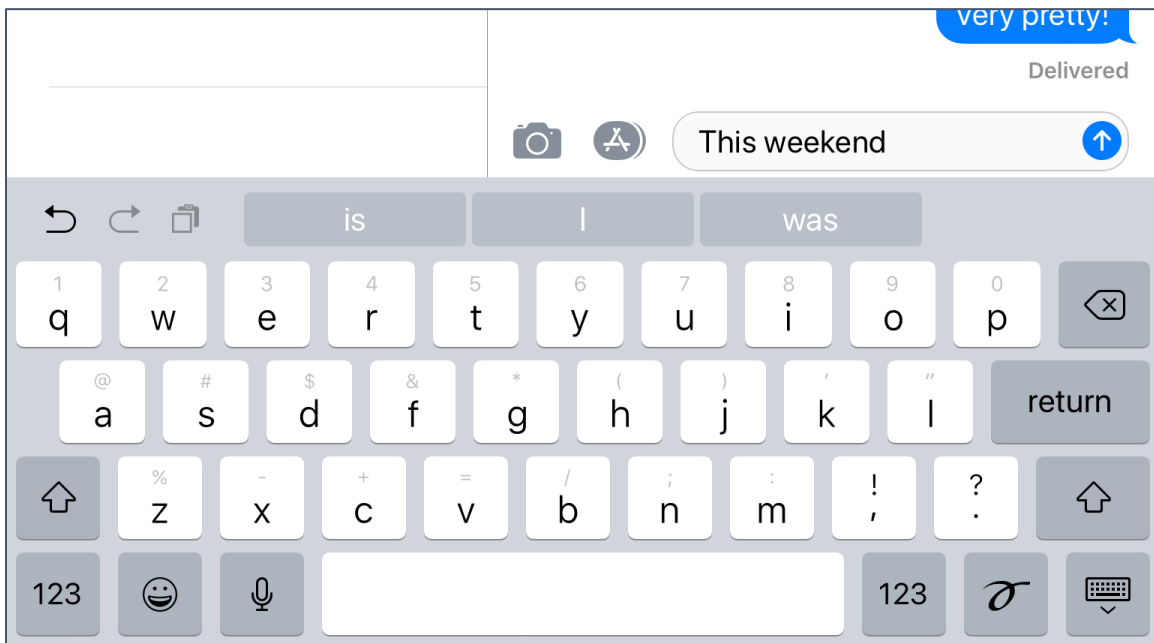 very pretty!
Delivered
This weekend
is I was
1 2 3 4 5 6 7 8 9 0
q w e r t y u i o p
@ # $ & * ( ) ' "
a s d f g h j k l return
% - + = / ; : ! ?
z x c v b n m , .
123 123